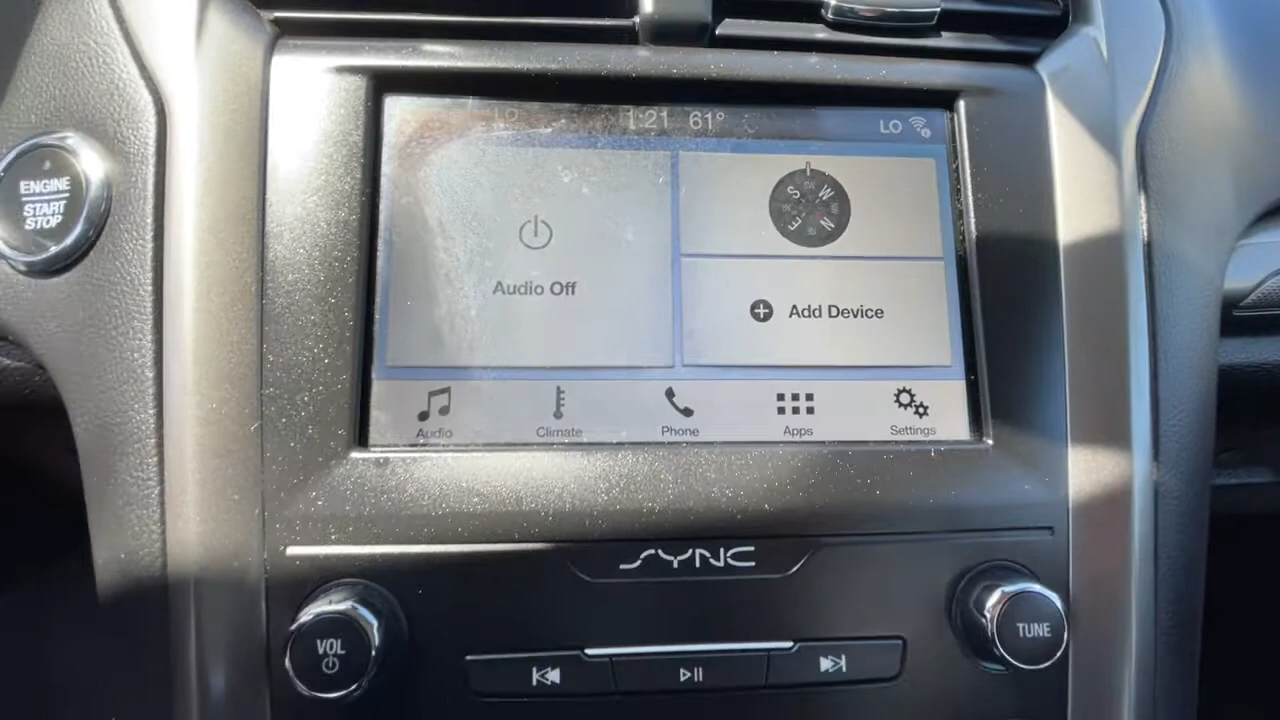 LO 1:21 61° LO
ENGINE
START
STOP
S W
E N
Audio Off
Add Device
Audio Climate Phone Apps Settings
SYNC
VOL
TUNE